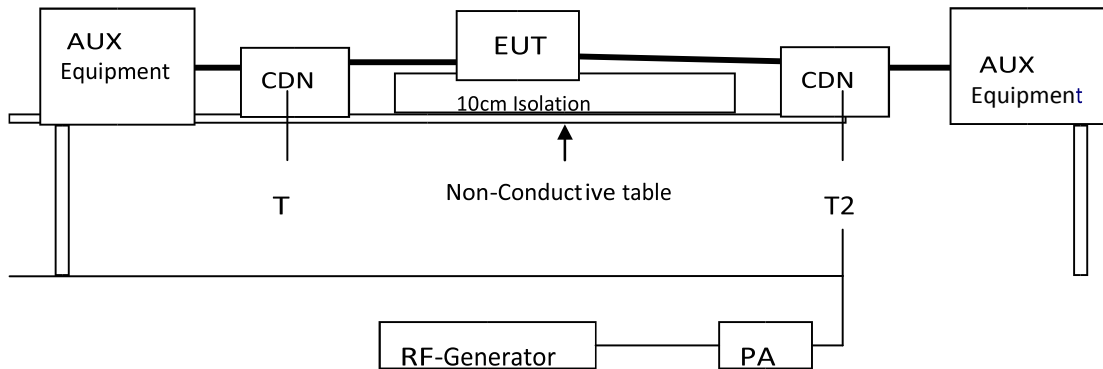 AUX
Equipment
CDN
EUT
CDN
AUX
Equipment
10cm Isolation
Non-Conductive table
T
T2
RF-Generator
PA